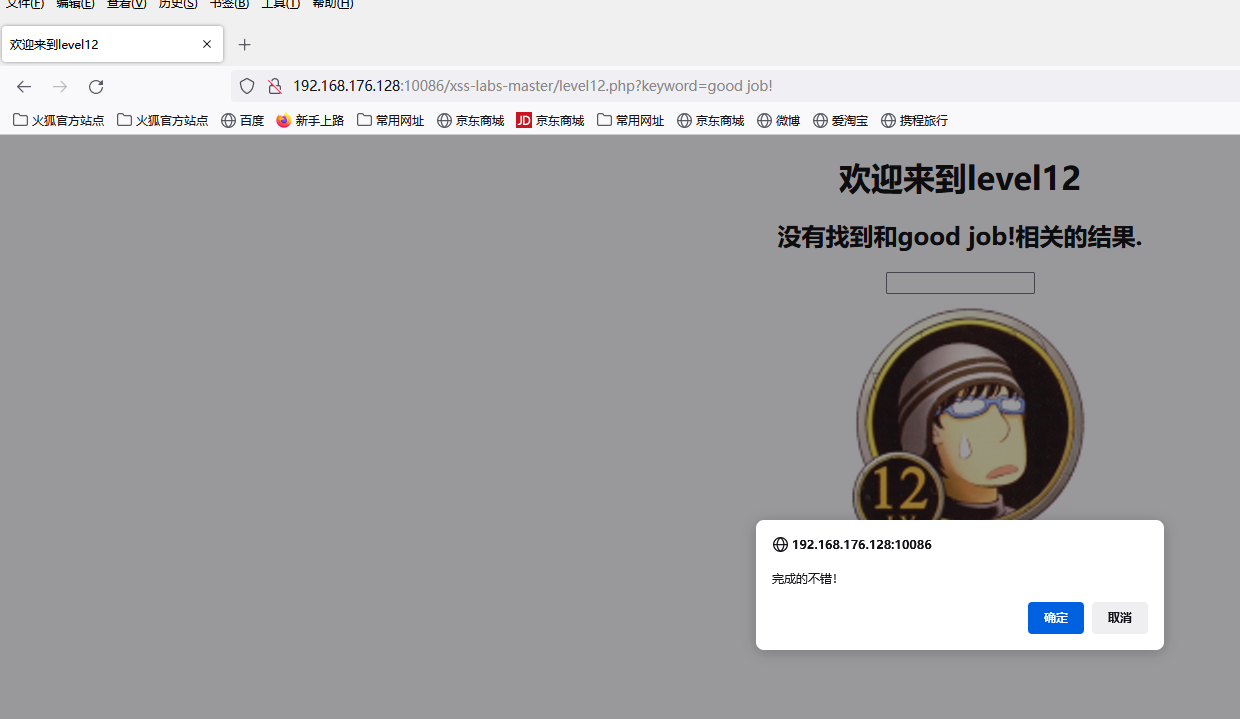 文件(F) 编辑(E) 查看(V) 历史(S) 书签(B) 工具(T) 帮助(H)
欢迎来到level12
192.168.176.128:10086/xss-labs-master/level12.php?keyword=good job!
火狐官方站点 火狐官方站点 百度 新手上路 常用网址 京东商城 JD 京东商城 常用网址 京东商城 微博 爱淘宝 携程旅行
欢迎来到level12
没有找到和good job!相关的结果.
12
192.168.176.128:10086
完成的不错！
确定 取消